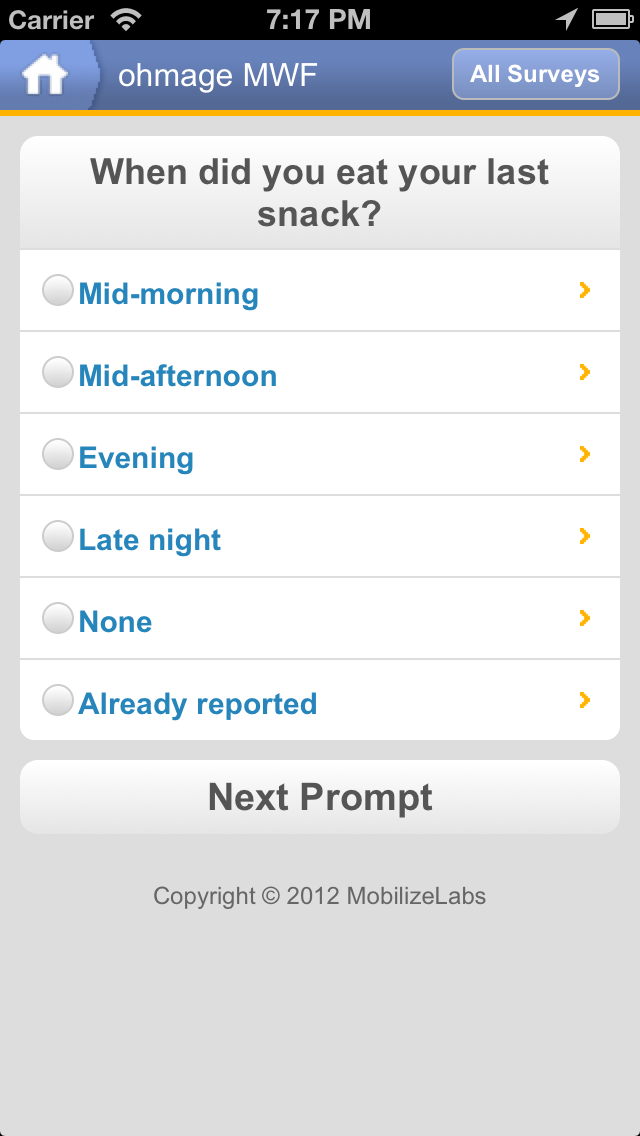 Carrier 7:17 PM
ohmage MWF All Surveys
When did you eat your last
snack?
Mid-morning
Mid-afternoon
Evening
Late night
None
Already reported
Next Prompt
Copyright © 2012 MobilizeLabs